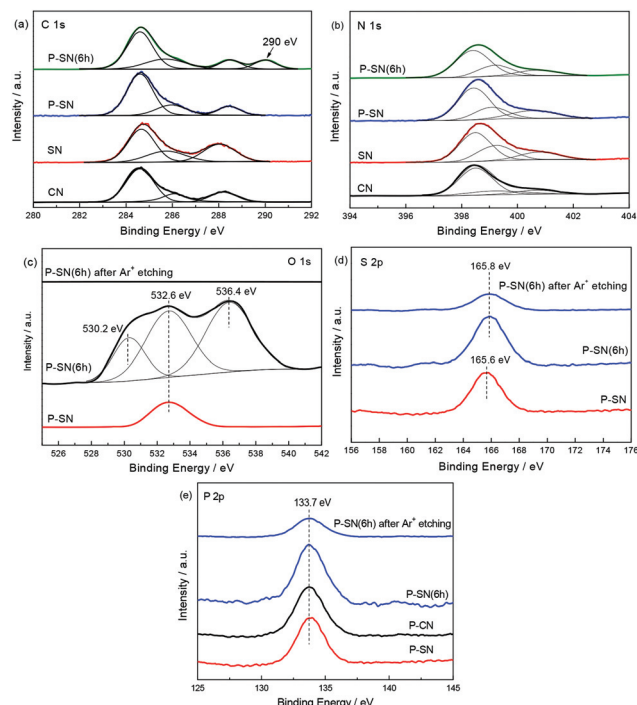 (a) C 1s
290 eV
P-SN(6h)
P-SN
SN
CN
Intensity / a.u.
280 282 284 286 288 290 292
Binding Energy / eV
(b) N 1s
P-SN(6h)
P-SN
SN
CN
Intensity / a.u.
394 396 398 400 402 404
Binding Energy / eV
(c) O 1s
P-SN(6h) after Ar⁺ etching
536.4 eV
532.6 eV
530.2 eV
P-SN(6h)
P-SN
Intensity / a.u.
526 528 530 532 534 536 538 540 542
Binding Energy / eV
(d) S 2p
165.8 eV
P-SN(6h) after Ar⁺ etching
P-SN(6h)
165.6 eV
P-SN
Intensity / a.u.
156 158 160 162 164 166 168 170 172 174 176
Binding Energy / eV
(e) P 2p
133.7 eV
P-SN(6h) after Ar⁺ etching
P-SN(6h)
P-CN
P-SN
Intensity / a.u.
125 130 135 140 145
Binding Energy / eV